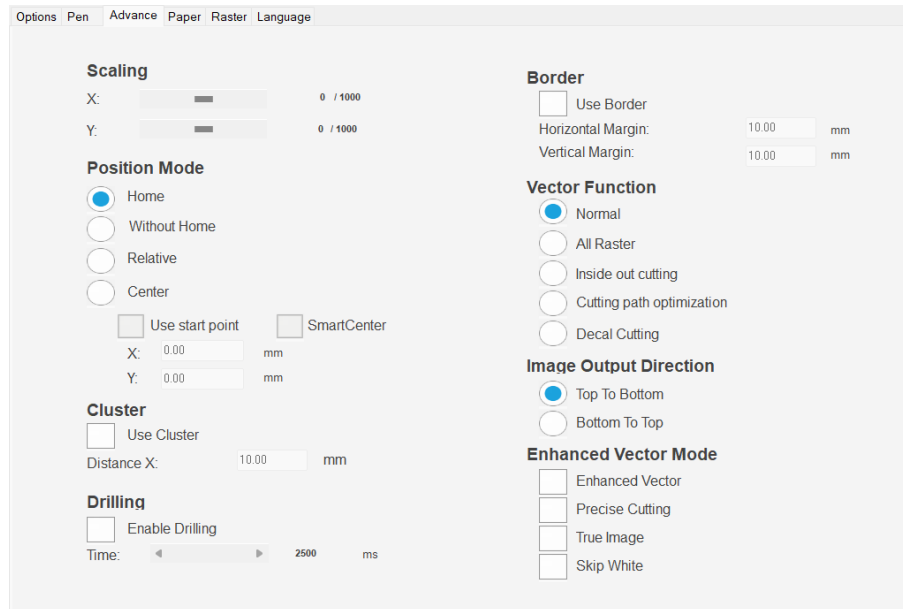 Options Pen Advance Paper Raster Language
Scaling
X: 0 / 1000
Y: 0 / 1000
Position Mode
Home
Without Home
Relative
Center
Use start point SmartCenter
X: 0.00 mm
Y: 0.00 mm
Cluster
Use Cluster
Distance X: 10.00 mm
Drilling
Enable Drilling
Time: 2500 ms
Border
Use Border
Horizontal Margin: 10.00 mm
Vertical Margin: 10.00 mm
Vector Function
Normal
All Raster
Inside out cutting
Cutting path optimization
Decal Cutting
Image Output Direction
Top To Bottom
Bottom To Top
Enhanced Vector Mode
Enhanced Vector
Precise Cutting
True Image
Skip White